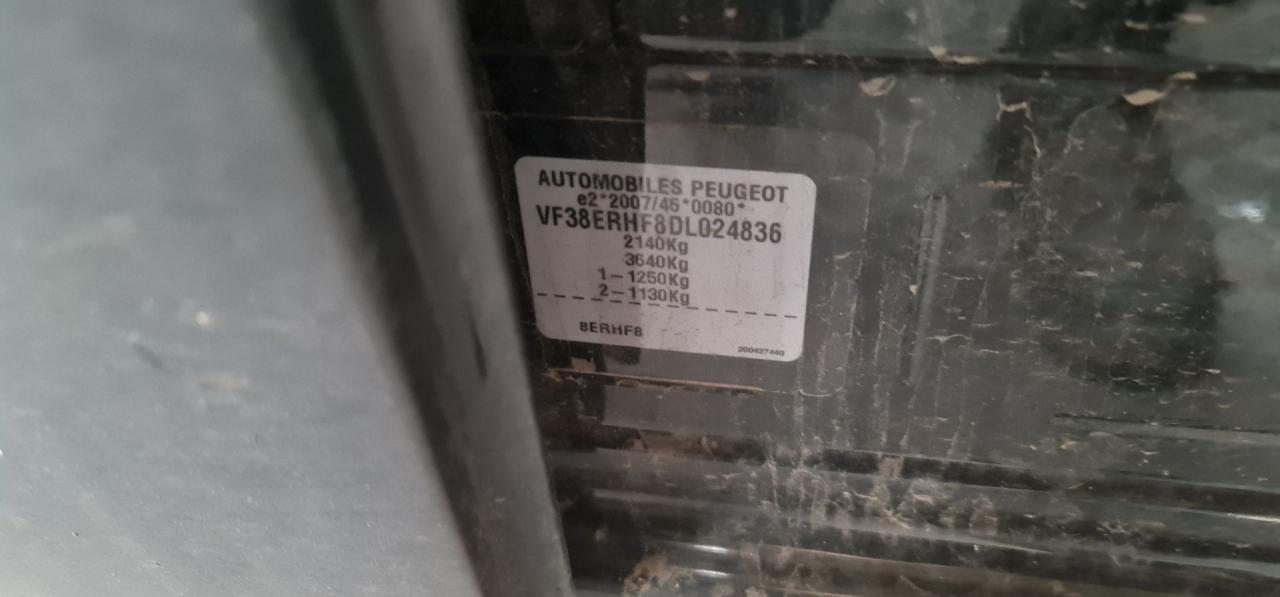 AUTOMOBILES PEUGEOT
e2*2007/46*0080*
VF38ERHF8DL024836
2140Kg
3640Kg
1-1250Kg
2-1130Kg
8ERHF8
200427440